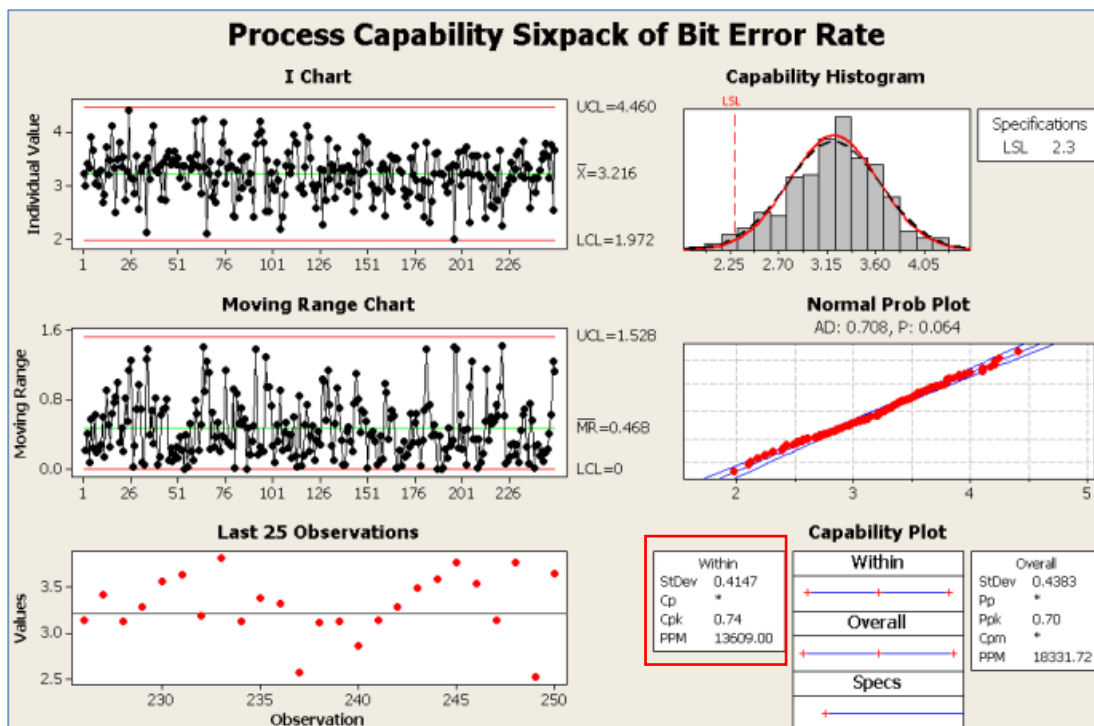 Process Capability Sixpack of Bit Error Rate
I Chart
Individual Value
4
3
2
1 26 51 76 101 126 151 176 201 226
UCL=4.460
X̅=3.216
LCL=1.972
Capability Histogram
LSL
2.25 2.70 3.15 3.60 4.05
Specifications
LSL 2.3
Moving Range Chart
Moving Range
1.6
0.8
0.0
1 26 51 76 101 126 151 176 201 226
UCL=1.528
M̅R̅=0.468
LCL=0
Normal Prob Plot
AD: 0.708, P: 0.064
2 3 4 5
Last 25 Observations
Values
3.5
3.0
2.5
230 235 240 245 250
Observation
Capability Plot
Within
StDev 0.4147
Cp *
Cpk 0.74
PPM 13609.00
Within
Overall
Specs
Overall
StDev 0.4383
Pp *
Ppk 0.70
Cpm *
PPM 18331.72